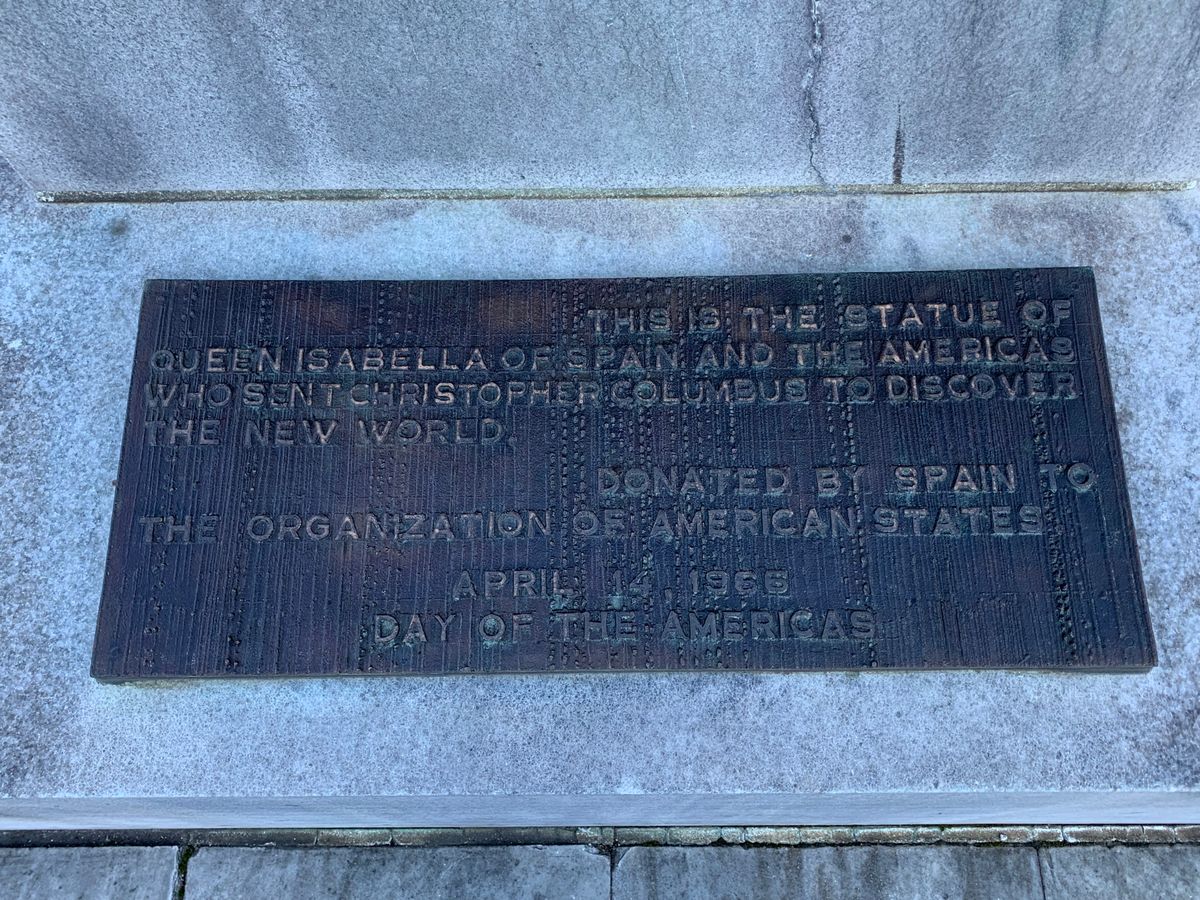 THIS IS THE STATUE OF
QUEEN ISABELLA OF SPAIN AND THE AMERICAS
WHO SENT CHRISTOPHER COLUMBUS TO DISCOVER
THE NEW WORLD.
DONATED BY SPAIN TO
THE ORGANIZATION OF AMERICAN STATES
APRIL 14, 1966
DAY OF THE AMERICAS